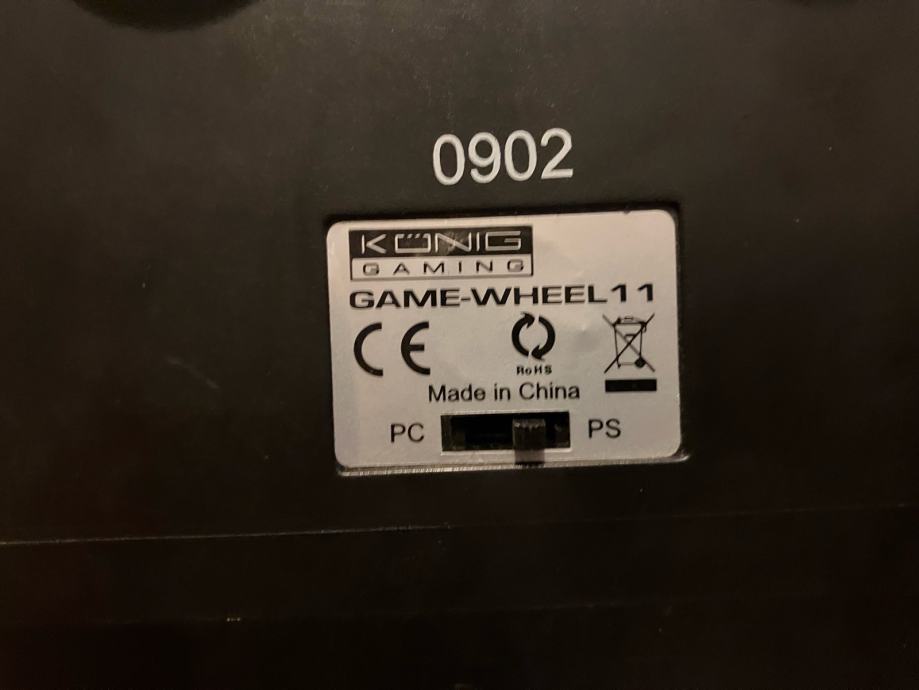 0902
KÖNIG
GAMING
GAME-WHEEL11
CE
RoHS
Made in China
PC PS